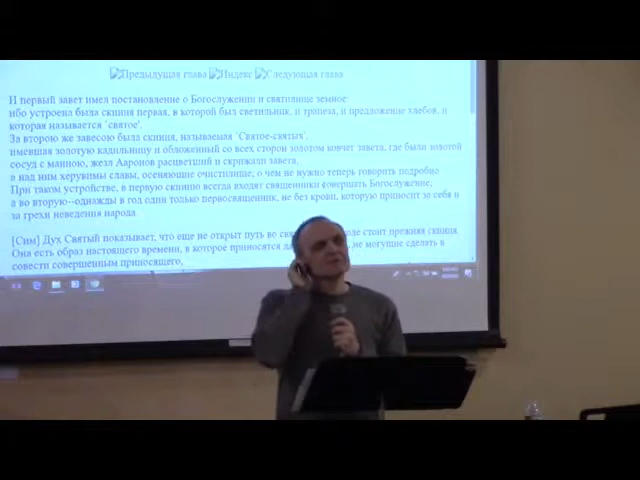 Предыдущая глава Индекс Следующая глава
И первый завет имел постановление о Богослужении и святилище земное:
ибо устроена была скиния первая, в которой был светильник, и трапеза, и предложение хлебов, и
которая называется `святое'.
За второю же завесою была скиния, называемая `Святое-святых',
имевшая золотую кадильницу и обложенный со всех сторон золотом ковчег завета, где были золотой
сосуд с манною, жезл Ааронов расцветший и скрижали завета,
а над ним херувимы славы, осеняющие очистилище; о чем не нужно теперь говорить подробно.
При таком устройстве, в первую скинию всегда входят священники совершать Богослужение;
а во вторую--однажды в год один только первосвященник, не без крови, которую приносит за себя и
за грехи неведения народа.
[Сим] Дух Святый показывает, что еще не открыт путь во стоит прежняя скиния.
Она есть образ настоящего времени, в которое приносятся не могущие сделать в
совести совершенным приносящего,